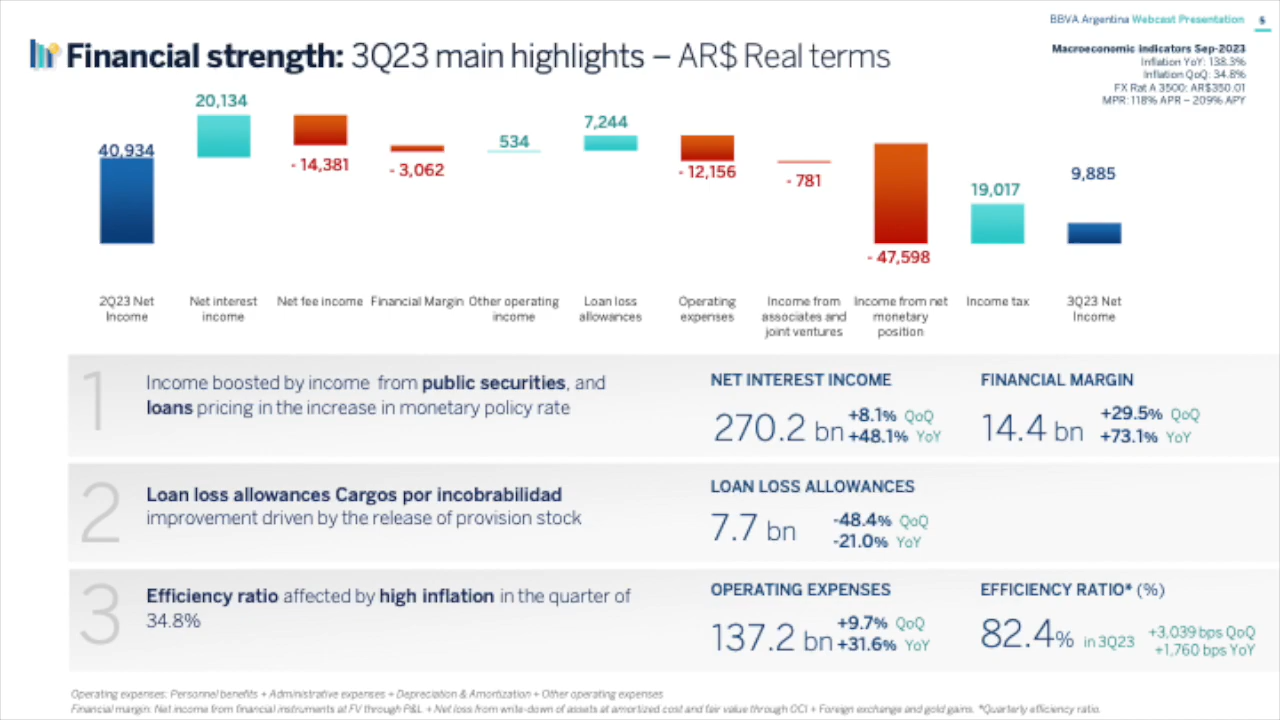 BBVA Argentina Webcast Presentation 5
Financial strength: 3Q23 main highlights – AR$ Real terms
Macroeconomic indicators Sep-2023
Inflation YoY: 138.3%
Inflation QoQ: 34.8%
FX Rat A 3500: AR$350.01
MPR: 118% APR – 209% APY
40,934
20,134
- 14,381
- 3,062
534
7,244
- 12,156
- 781
- 47,598
19,017
9,885
2Q23 Net
Income
Net interest
income
Net fee income
Financial Margin
Other operating
income
Loan loss
allowances
Operating
expenses
Income from
associates and
joint ventures
Income from net
monetary
position
Income tax
3Q23 Net
Income
1
Income boosted by income from public securities, and
loans pricing in the increase in monetary policy rate
NET INTEREST INCOME
270.2 bn
+8.1% QoQ
+48.1% YoY
FINANCIAL MARGIN
14.4 bn
+29.5% QoQ
+73.1% YoY
2
Loan loss allowances Cargos por incobrabilidad
improvement driven by the release of provision stock
LOAN LOSS ALLOWANCES
7.7 bn
-48.4% QoQ
-21.0% YoY
3
Efficiency ratio affected by high inflation in the quarter of
34.8%
OPERATING EXPENSES
137.2 bn
+9.7% QoQ
+31.6% YoY
EFFICIENCY RATIO* (%)
82.4% in 3Q23
+3,039 bps QoQ
+1,760 bps YoY
Operating expenses: Personnel benefits + Administrative expenses + Depreciation & Amortization + Other operating expenses
Financial margin: Net income from financial instruments at FV through P&L + Net loss from write-down of assets at amortized cost and fair value through OCI + Foreign exchange and gold gains. *Quarterly efficiency ratio.